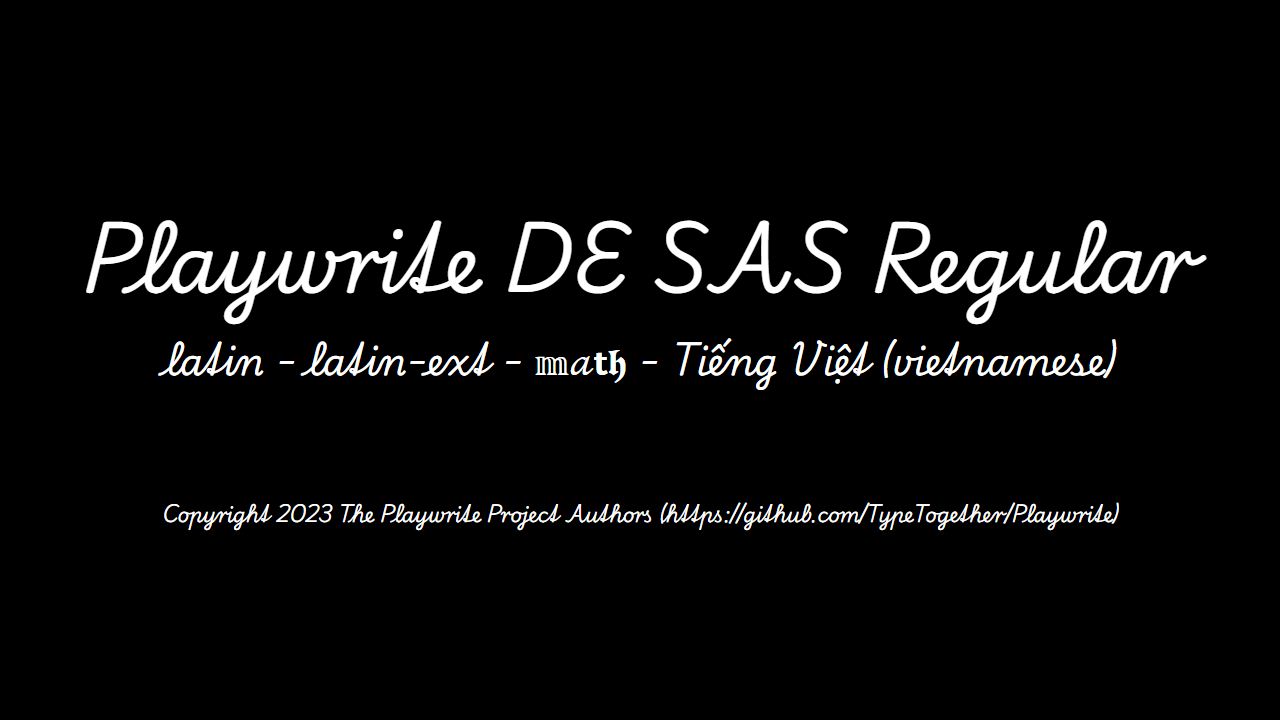 Playwrite DE SAS Regular
latin - latin-ext - 𝕞𝑎𝘁𝖍 - Tiếng Việt (vietnamese)
Copyright 2023 The Playwrite Project Authors (https://github.com/TypeTogether/Playwrite)